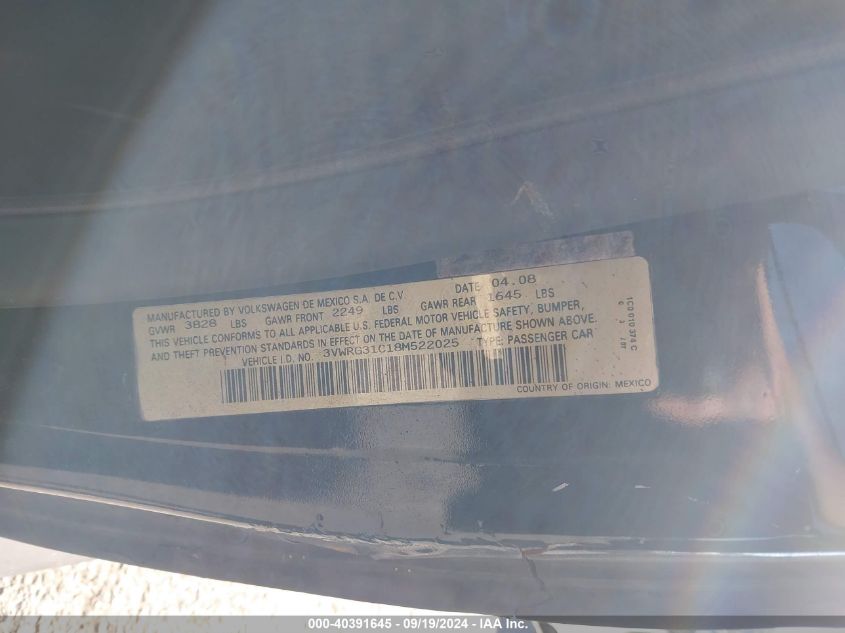 MANUFACTURED BY VOLKSWAGEN DE MEXICO S.A. DE C.V. DATE 04.08
GVWR 3828 LBS GAWR FRONT 2249 LBS GAWR REAR 1645 LBS
THIS VEHICLE CONFORMS TO ALL APPLICABLE U.S. FEDERAL MOTOR VEHICLE SAFETY, BUMPER,
AND THEFT PREVENTION STANDARDS IN EFFECT ON THE DATE OF MANUFACTURE SHOWN ABOVE.
VEHICLE I.D. NO. 3VWRG31C18M522025 TYPE: PASSENGER CAR
COUNTRY OF ORIGIN: MEXICO
1C0 010 374 C
000-40391645 - 09/19/2024 - IAA Inc.